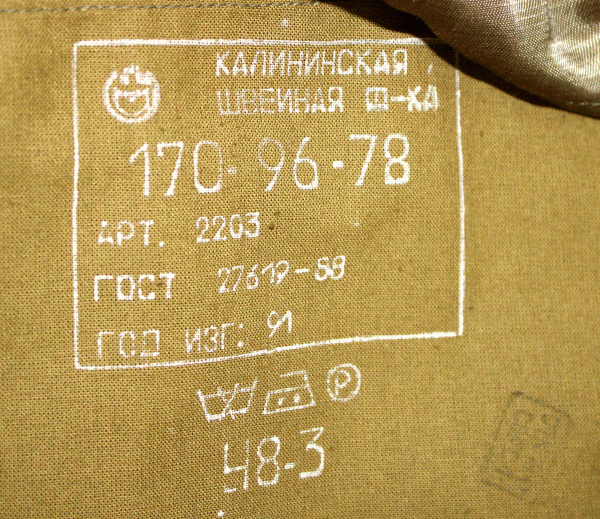 КАЛИНИНСКАЯ
ШВЕЙНАЯ Ф-КА
170-96-78
АРТ. 2203
ГОСТ 27619-88
ГОД ИЗГ: 91
P
48-3